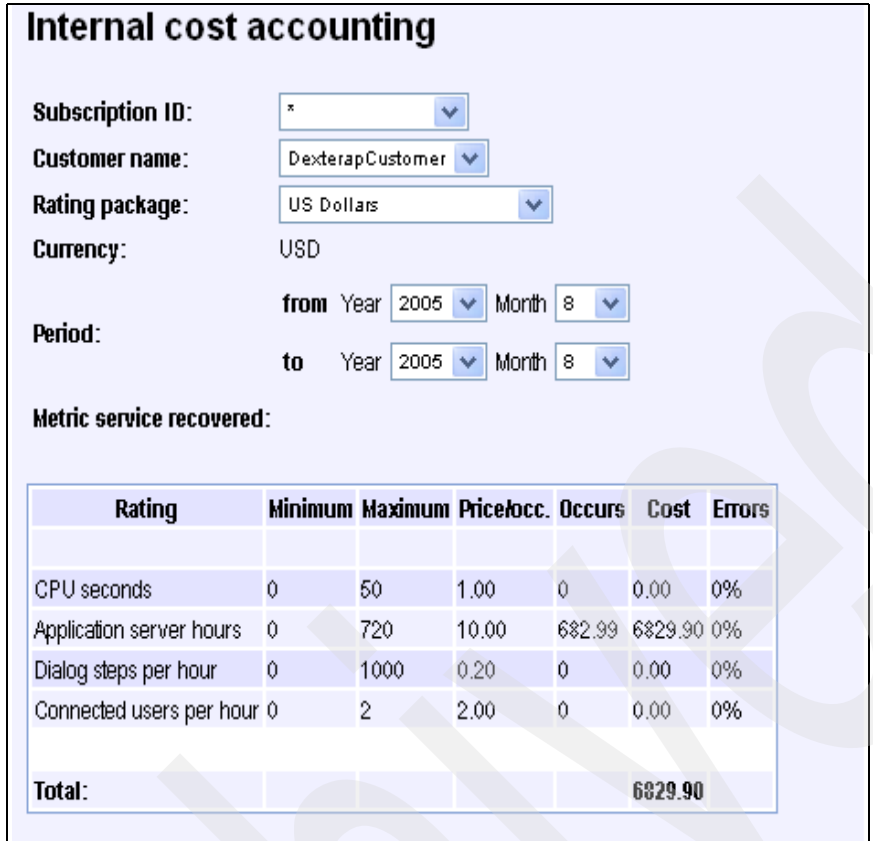 Internal cost accounting
Subscription ID: *
Customer name: DexterapCustomer
Rating package: US Dollars
Currency: USD
Period:
from Year 2005 Month 8
to Year 2005 Month 8
Metric service recovered:
Rating Minimum Maximum Price/occ. Occurs Cost Errors
CPU seconds 0 50 1.00 0 0.00 0%
Application server hours 0 720 10.00 682.99 6829.90 0%
Dialog steps per hour 0 1000 0.20 0 0.00 0%
Connected users per hour 0 2 2.00 0 0.00 0%
Total: 6829.90